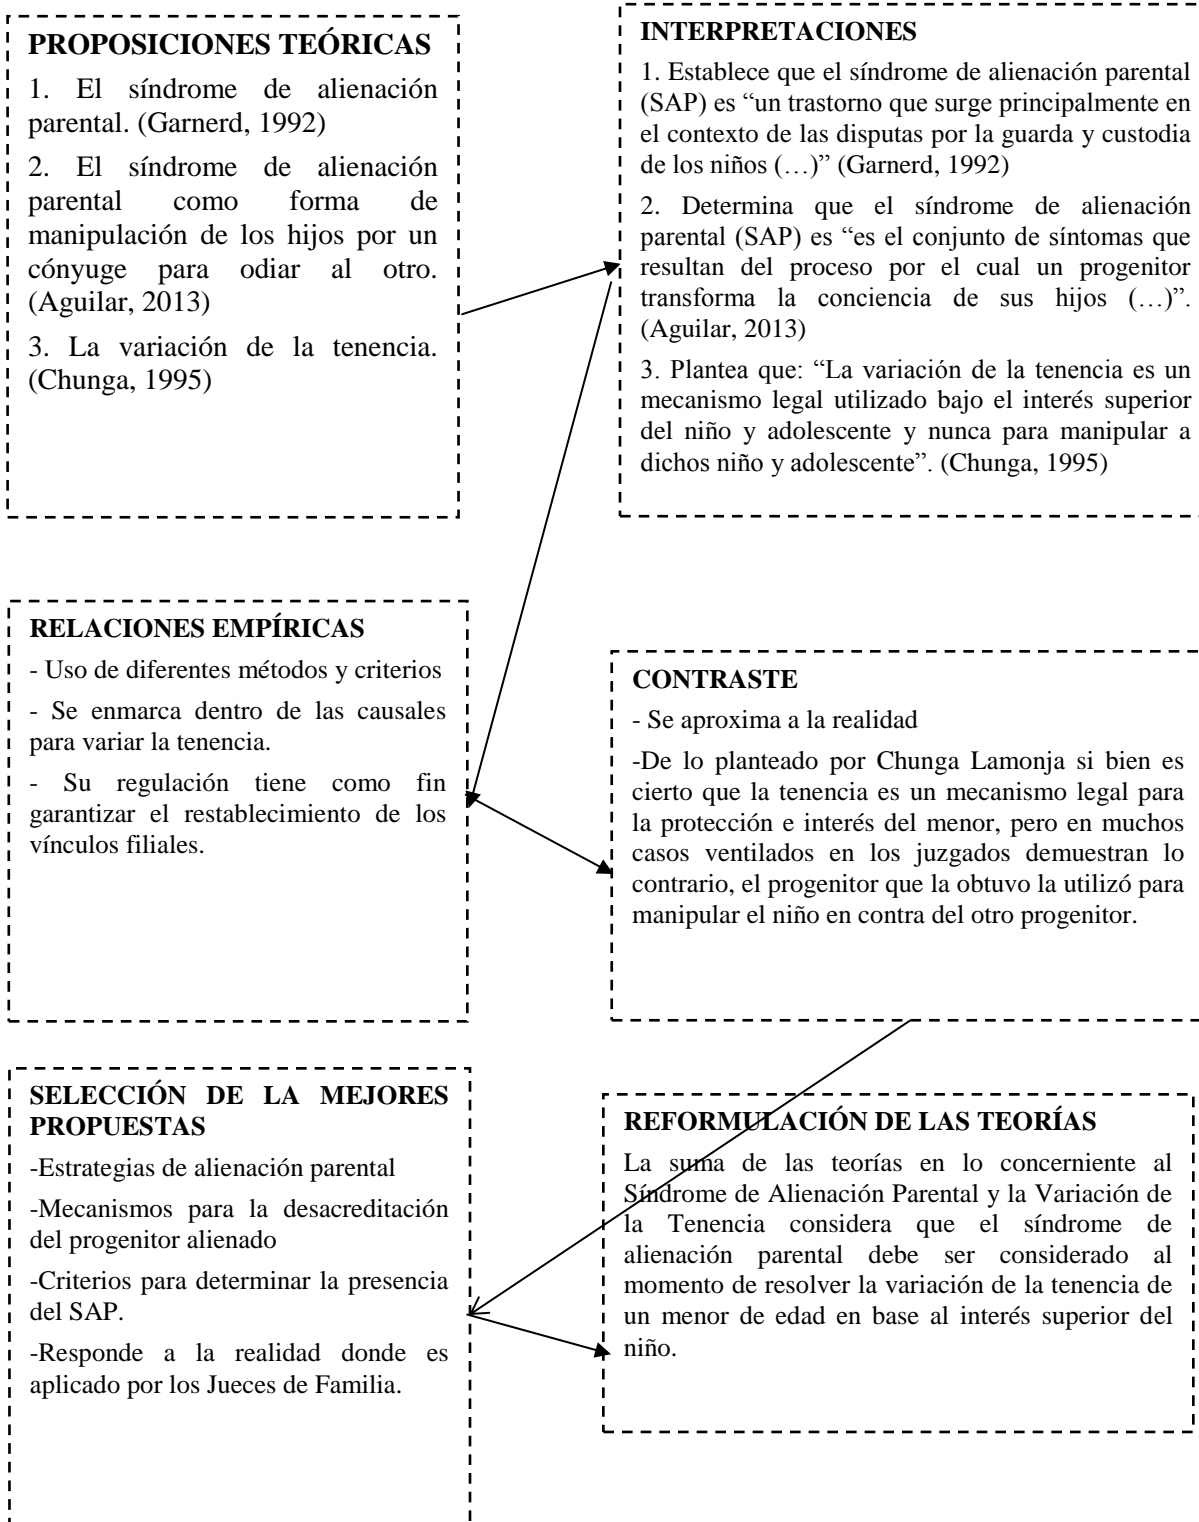 PROPOSICIONES TEÓRICAS
1. El síndrome de alienación
parental. (Garnerd, 1992)
2. El síndrome de alienación
parental como forma de
manipulación de los hijos por un
cónyuge para odiar al otro.
(Aguilar, 2013)
3. La variación de la tenencia.
(Chunga, 1995)
INTERPRETACIONES
1. Establece que el síndrome de alienación parental
(SAP) es “un trastorno que surge principalmente en
el contexto de las disputas por la guarda y custodia
de los niños (…)” (Garnerd, 1992)
2. Determina que el síndrome de alienación
parental (SAP) es “es el conjunto de síntomas que
resultan del proceso por el cual un progenitor
transforma la conciencia de sus hijos (…)”.
(Aguilar, 2013)
3. Plantea que: “La variación de la tenencia es un
mecanismo legal utilizado bajo el interés superior
del niño y adolescente y nunca para manipular a
dichos niño y adolescente”. (Chunga, 1995)
RELACIONES EMPÍRICAS
- Uso de diferentes métodos y criterios
- Se enmarca dentro de las causales
para variar la tenencia.
- Su regulación tiene como fin
garantizar el restablecimiento de los
vínculos filiales.
CONTRASTE
- Se aproxima a la realidad
-De lo planteado por Chunga Lamonja si bien es
cierto que la tenencia es un mecanismo legal para
la protección e interés del menor, pero en muchos
casos ventilados en los juzgados demuestran lo
contrario, el progenitor que la obtuvo la utilizó para
manipular el niño en contra del otro progenitor.
SELECCIÓN DE LA MEJORES
PROPUESTAS
-Estrategias de alienación parental
-Mecanismos para la desacreditación
del progenitor alienado
-Criterios para determinar la presencia
del SAP.
-Responde a la realidad donde es
aplicado por los Jueces de Familia.
REFORMULACIÓN DE LAS TEORÍAS
La suma de las teorías en lo concerniente al
Síndrome de Alienación Parental y la Variación de
la Tenencia considera que el síndrome de
alienación parental debe ser considerado al
momento de resolver la variación de la tenencia de
un menor de edad en base al interés superior del
niño.